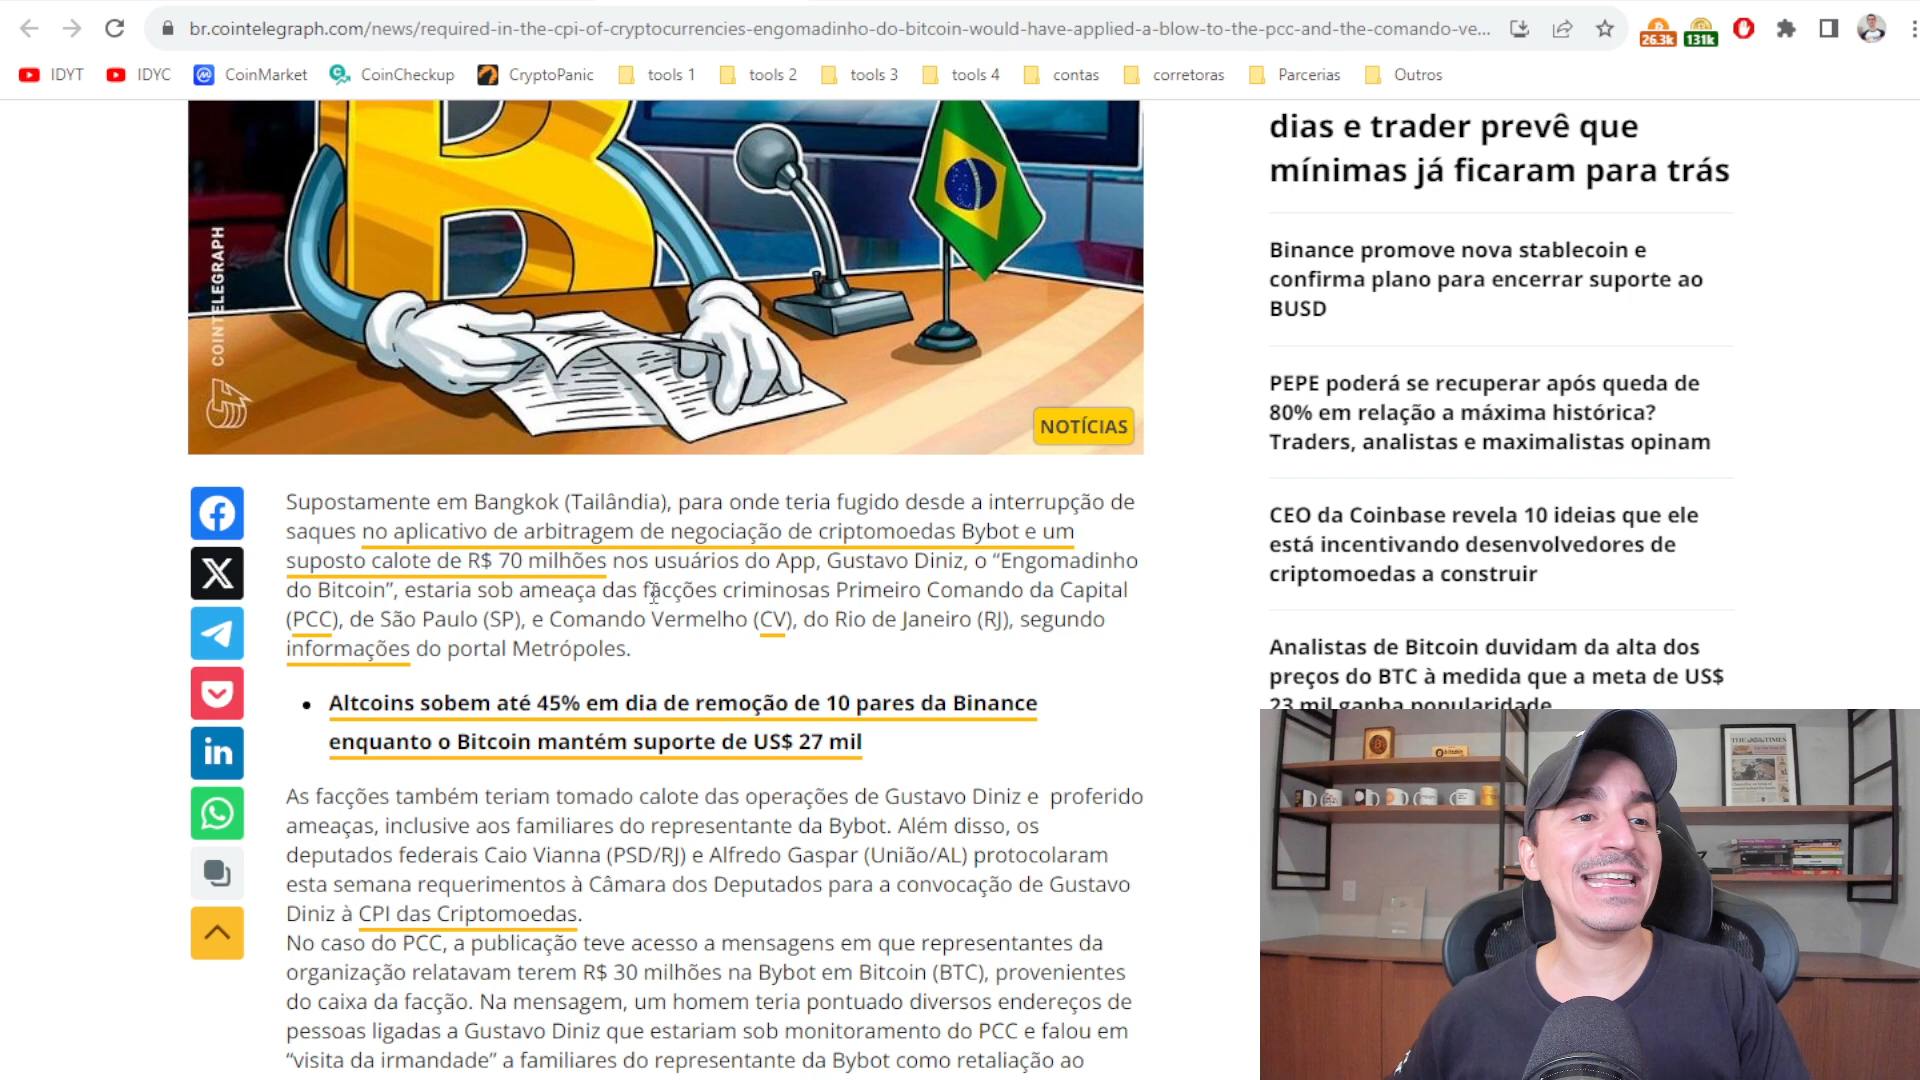 br.cointelegraph.com/news/required-in-the-cpi-of-cryptocurrencies-engomadinho-do-bitcoin-would-have-applied-a-blow-to-the-pcc-and-the-comando-ve...
26.3k
131k
IDYT
IDYC
CoinMarket
CoinCheckup
CryptoPanic
tools 1
tools 2
tools 3
tools 4
contas
corretoras
Parcerias
Outros
COINTELEGRAPH
NOTÍCIAS
Supostamente em Bangkok (Tailândia), para onde teria fugido desde a interrupção de
saques no aplicativo de arbitragem de negociação de criptomoedas Bybot e um
suposto calote de R$ 70 milhões nos usuários do App, Gustavo Diniz, o “Engomadinho
do Bitcoin”, estaria sob ameaça das facções criminosas Primeiro Comando da Capital
(PCC), de São Paulo (SP), e Comando Vermelho (CV), do Rio de Janeiro (RJ), segundo
informações do portal Metrópoles.
• Altcoins sobem até 45% em dia de remoção de 10 pares da Binance
enquanto o Bitcoin mantém suporte de US$ 27 mil
As facções também teriam tomado calote das operações de Gustavo Diniz e proferido
ameaças, inclusive aos familiares do representante da Bybot. Além disso, os
deputados federais Caio Vianna (PSD/RJ) e Alfredo Gaspar (União/AL) protocolaram
esta semana requerimentos à Câmara dos Deputados para a convocação de Gustavo
Diniz à CPI das Criptomoedas.
No caso do PCC, a publicação teve acesso a mensagens em que representantes da
organização relatavam terem R$ 30 milhões na Bybot em Bitcoin (BTC), provenientes
do caixa da facção. Na mensagem, um homem teria pontuado diversos endereços de
pessoas ligadas a Gustavo Diniz que estariam sob monitoramento do PCC e falou em
“visita da irmandade” a familiares do representante da Bybot como retaliação ao
dias e trader prevê que
mínimas já ficaram para trás
Binance promove nova stablecoin e
confirma plano para encerrar suporte ao
BUSD
PEPE poderá se recuperar após queda de
80% em relação a máxima histórica?
Traders, analistas e maximalistas opinam
CEO da Coinbase revela 10 ideias que ele
está incentivando desenvolvedores de
criptomoedas a construir
Analistas de Bitcoin duvidam da alta dos
preços do BTC à medida que a meta de US$
23 mil ganha popularidade
bitcoin
THE TIMES